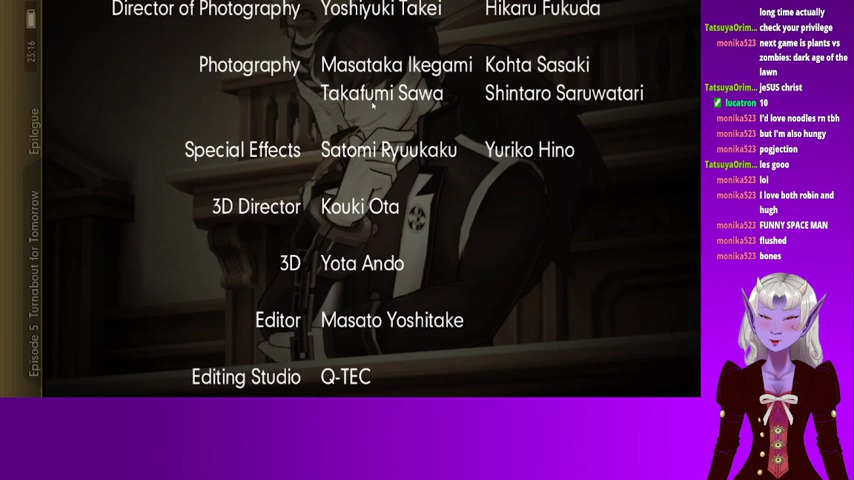 23:16
Epilogue
Episode 5 Turnabout for Tomorrow
Director of Photography Yoshiyuki Takei Hikaru Fukuda
Photography Masataka Ikegami Kohta Sasaki
Takafumi Sawa Shintaro Saruwatari
Special Effects Satomi Ryuukaku Yuriko Hino
3D Director Kouki Ota
3D Yota Ando
Editor Masato Yoshitake
Editing Studio Q-TEC
long time actually
TatsuyaOrim... check your privilege
monika523 next game is plants vs
zombies: dark age of the
lawn
TatsuyaOrim... jeSUS christ
lucatron 10
monika523 I'd love noodles rn tbh
monika523 but I'm also hungy
monika523 pogjection
TatsuyaOrim... les gooo
monika523 lol
monika523 I love both robin and
hugh
monika523 FUNNY SPACE MAN
monika523 flushed
monika523 bones